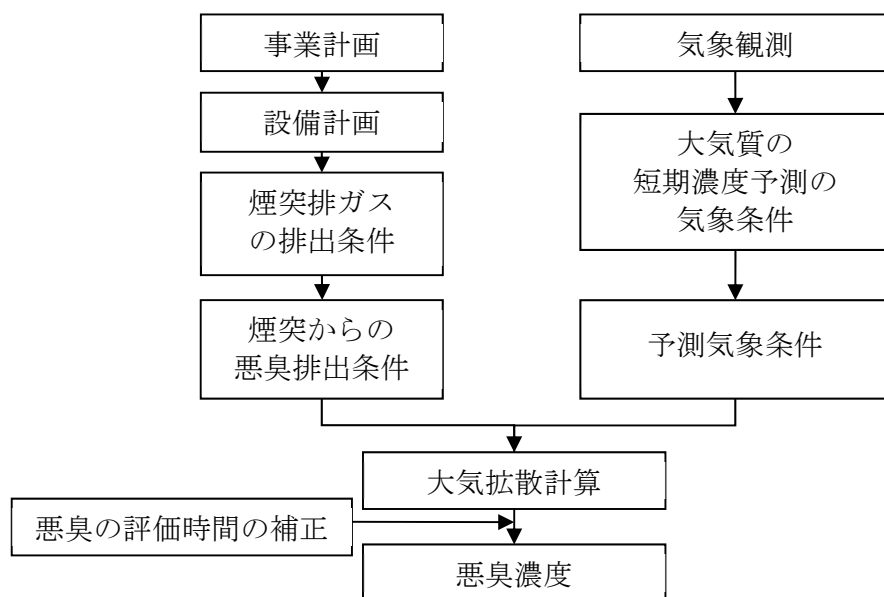 事業計画
設備計画
煙突排ガス
の排出条件
煙突からの
悪臭排出条件
気象観測
大気質の
短期濃度予測の
気象条件
予測気象条件
大気拡散計算
悪臭の評価時間の補正
悪臭濃度